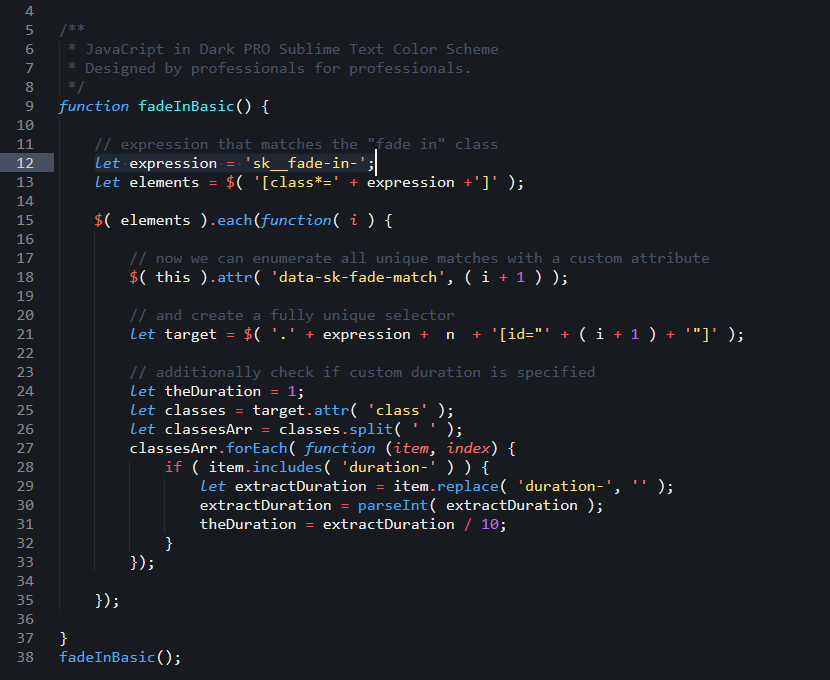 4
5 /**
6  * JavaCript in Dark PRO Sublime Text Color Scheme
7  * Designed by professionals for professionals.
8  */
9 function fadeInBasic() {
10
11     // expression that matches the "fade in" class
12     let expression = 'sk__fade-in-';
13     let elements = $( '[class*=' + expression +']' );
14
15     $( elements ).each(function( i ) {
16
17         // now we can enumerate all unique matches with a custom attribute
18         $( this ).attr( 'data-sk-fade-match', ( i + 1 ) );
19
20         // and create a fully unique selector
21         let target = $( '.' + expression +  n  + '[id="' + ( i + 1 ) + '"]' );
22
23         // additionally check if custom duration is specified
24         let theDuration = 1;
25         let classes = target.attr( 'class' );
26         let classesArr = classes.split( ' ' );
27         classesArr.forEach( function (item, index) {
28             if ( item.includes( 'duration-' ) ) {
29                 let extractDuration = item.replace( 'duration-', '' );
30                 extractDuration = parseInt( extractDuration );
31                 theDuration = extractDuration / 10;
32             }
33         });
34
35     });
36
37 }
38 fadeInBasic();